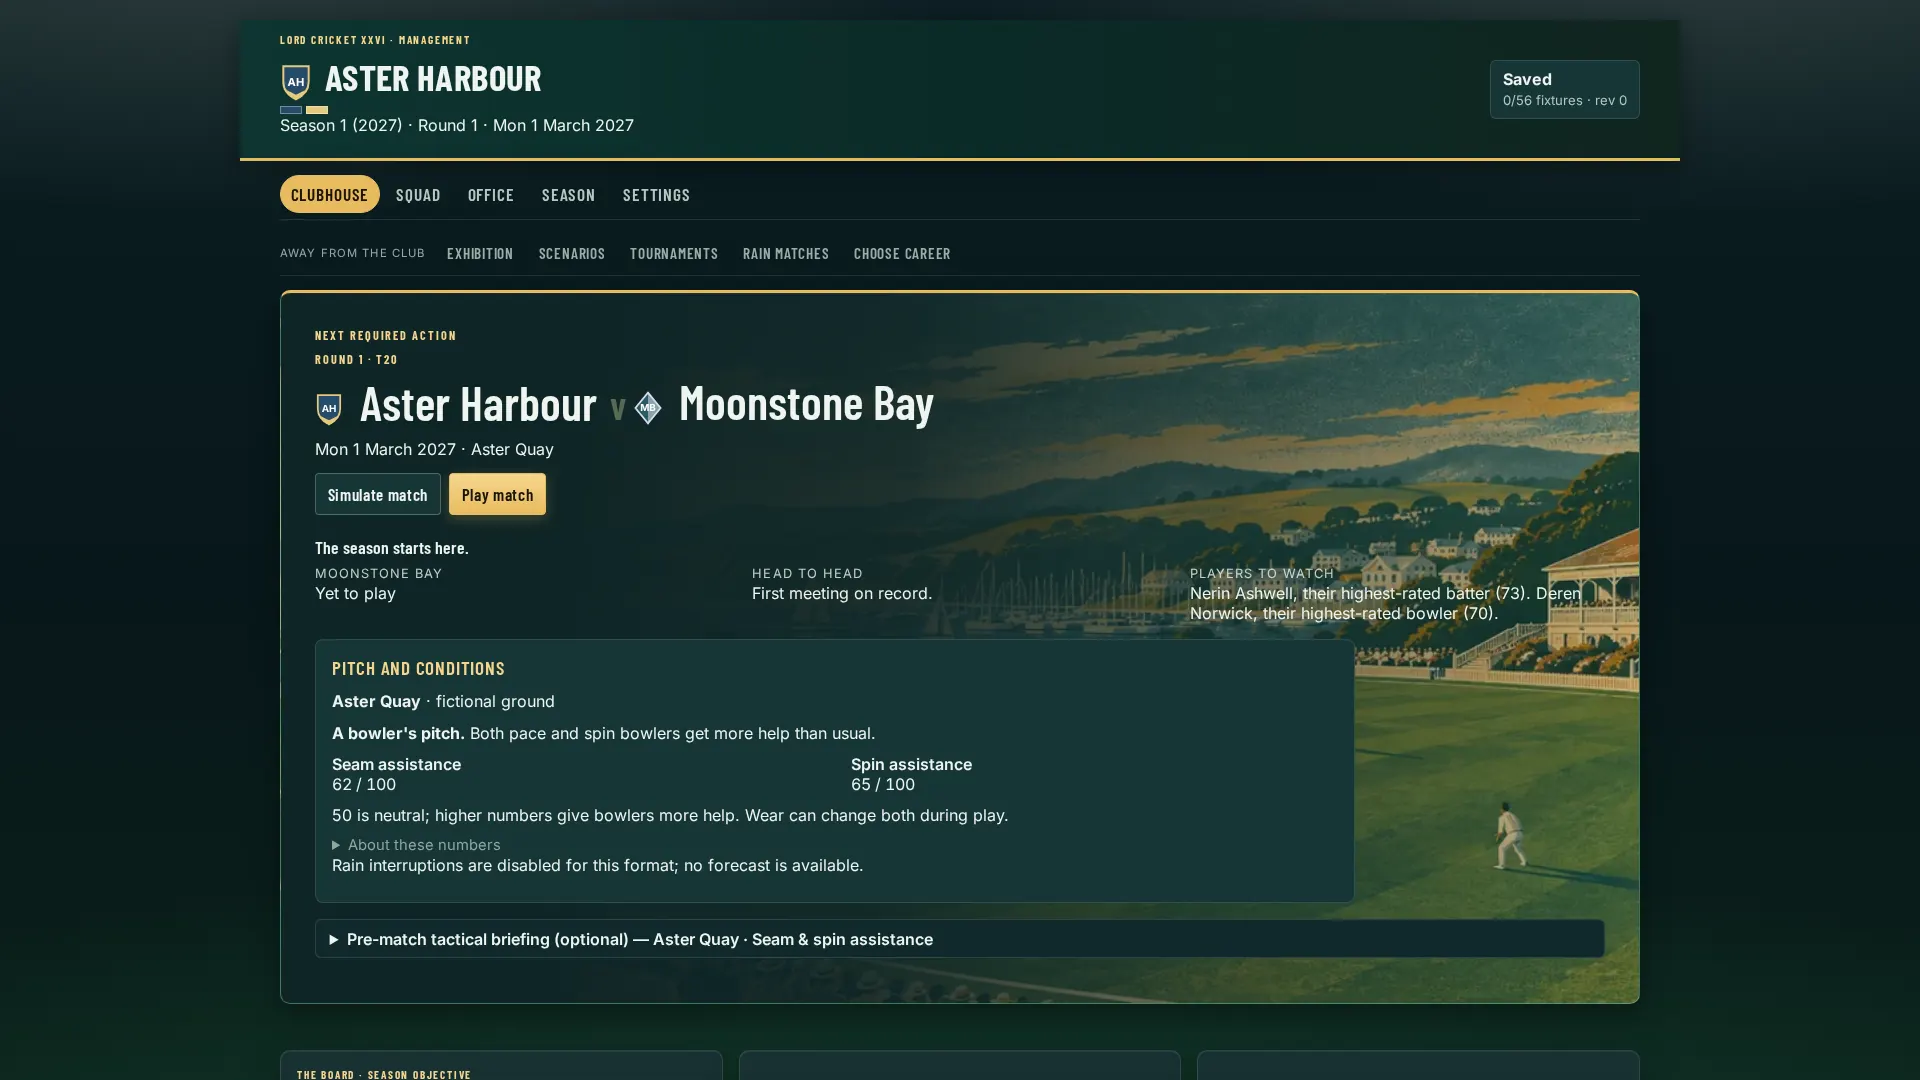 LORD CRICKET XXVI · MANAGEMENT
AH ASTER HARBOUR
Season 1 (2027) · Round 1 · Mon 1 March 2027
Saved
0/56 fixtures · rev 0
CLUBHOUSE SQUAD OFFICE SEASON SETTINGS
AWAY FROM THE CLUB EXHIBITION SCENARIOS TOURNAMENTS RAIN MATCHES CHOOSE CAREER
NEXT REQUIRED ACTION
ROUND 1 · T20
AH Aster Harbour v MB Moonstone Bay
Mon 1 March 2027 · Aster Quay
Simulate match Play match
The season starts here.
MOONSTONE BAY
Yet to play
HEAD TO HEAD
First meeting on record.
PLAYERS TO WATCH
Nerin Ashwell, their highest-rated batter (73). Deren
Norwick, their highest-rated bowler (70).
PITCH AND CONDITIONS
Aster Quay · fictional ground
A bowler's pitch. Both pace and spin bowlers get more help than usual.
Seam assistance
62 / 100
Spin assistance
65 / 100
50 is neutral; higher numbers give bowlers more help. Wear can change both during play.
About these numbers
Rain interruptions are disabled for this format; no forecast is available.
Pre-match tactical briefing (optional) — Aster Quay · Seam & spin assistance
THE BOARD · SEASON OBJECTIVE